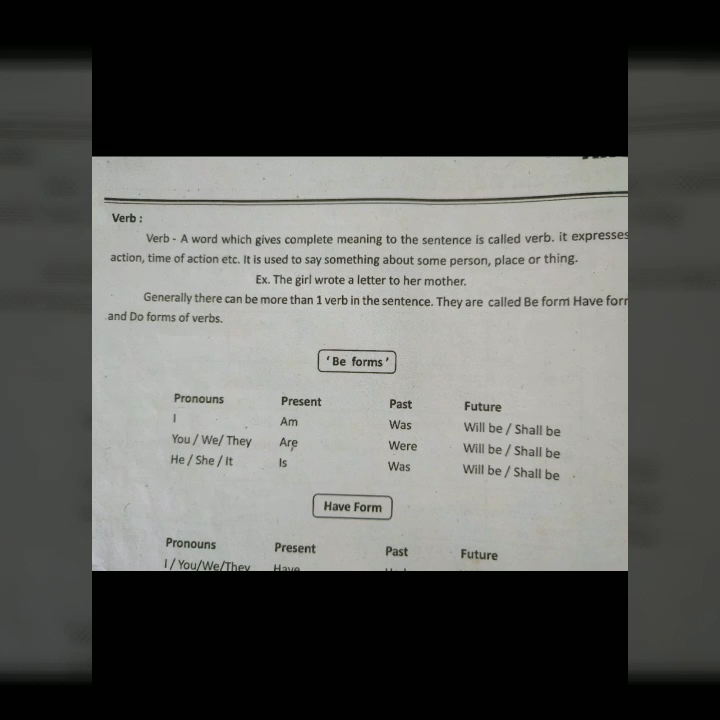 Verb :
Verb - A word which gives complete meaning to the sentence is called verb. it expresses
action, time of action etc. It is used to say something about some person, place or thing.
Ex. The girl wrote a letter to her mother.
Generally there can be more than 1 verb in the sentence. They are called Be form Have
and Do forms of verbs.
'Be forms'
Pronouns Present Past Future
I Am Was Will be / Shall be
You / We/ They Are Were Will be / Shall be
He / She / It Is Was Will be / Shall be
Have Form
Pronouns Present Past Future
I / You/We/They Have